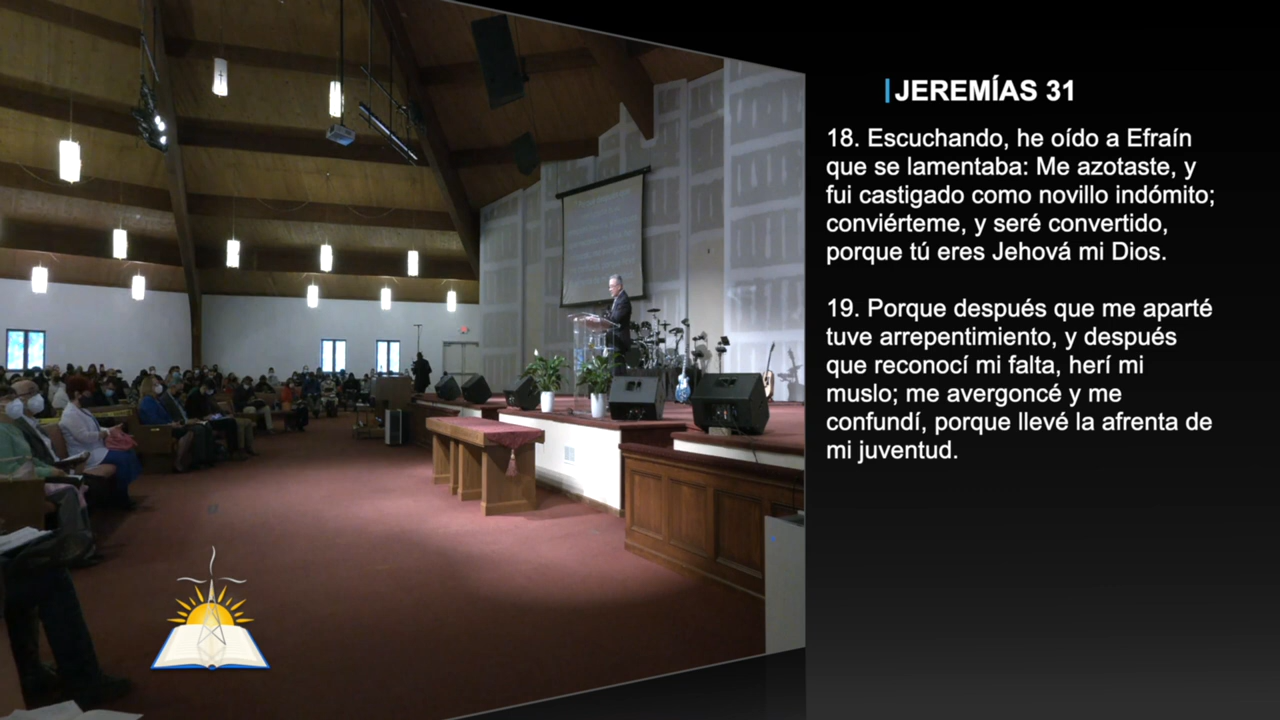 JEREMÍAS 31
18. Escuchando, he oído a Efraín
que se lamentaba: Me azotaste, y
fui castigado como novillo indómito;
conviérteme, y seré convertido,
porque tú eres Jehová mi Dios.
19. Porque después que me aparté
tuve arrepentimiento, y después
que reconocí mi falta, herí mi
muslo; me avergoncé y me
confundí, porque llevé la afrenta de
mi juventud.